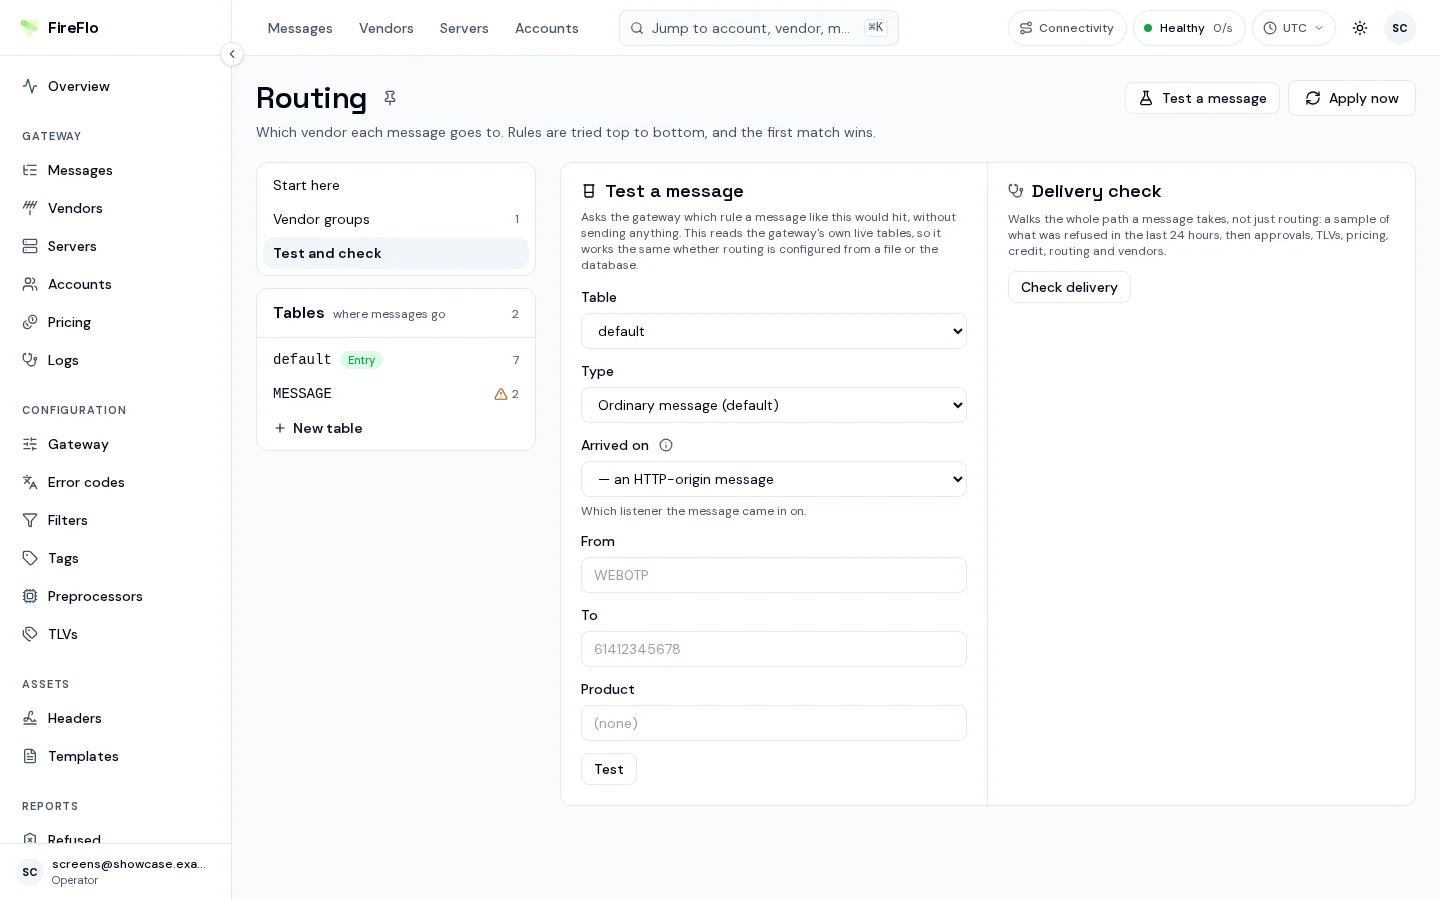 FireFlo
Messages
Vendors
Servers
Accounts
Jump to account, vendor, m...
⌘K
Connectivity
Healthy 0/s
UTC
SC
Overview
GATEWAY
Messages
Vendors
Servers
Accounts
Pricing
Logs
CONFIGURATION
Gateway
Error codes
Filters
Tags
Preprocessors
TLVs
ASSETS
Headers
Templates
REPORTS
Refused
SC
screens@showcase.exa...
Operator
Routing
Test a message
Apply now
Which vendor each message goes to. Rules are tried top to bottom, and the first match wins.
Start here
Vendor groups 1
Test and check
Tables where messages go 2
default Entry 7
MESSAGE 2
New table
Test a message
Asks the gateway which rule a message like this would hit, without
sending anything. This reads the gateway's own live tables, so it
works the same whether routing is configured from a file or the
database.
Table
default
Type
Ordinary message (default)
Arrived on
— an HTTP-origin message
Which listener the message came in on.
From
WEBOTP
To
61412345678
Product
(none)
Test
Delivery check
Walks the whole path a message takes, not just routing: a sample of
what was refused in the last 24 hours, then approvals, TLVs, pricing,
credit, routing and vendors.
Check delivery